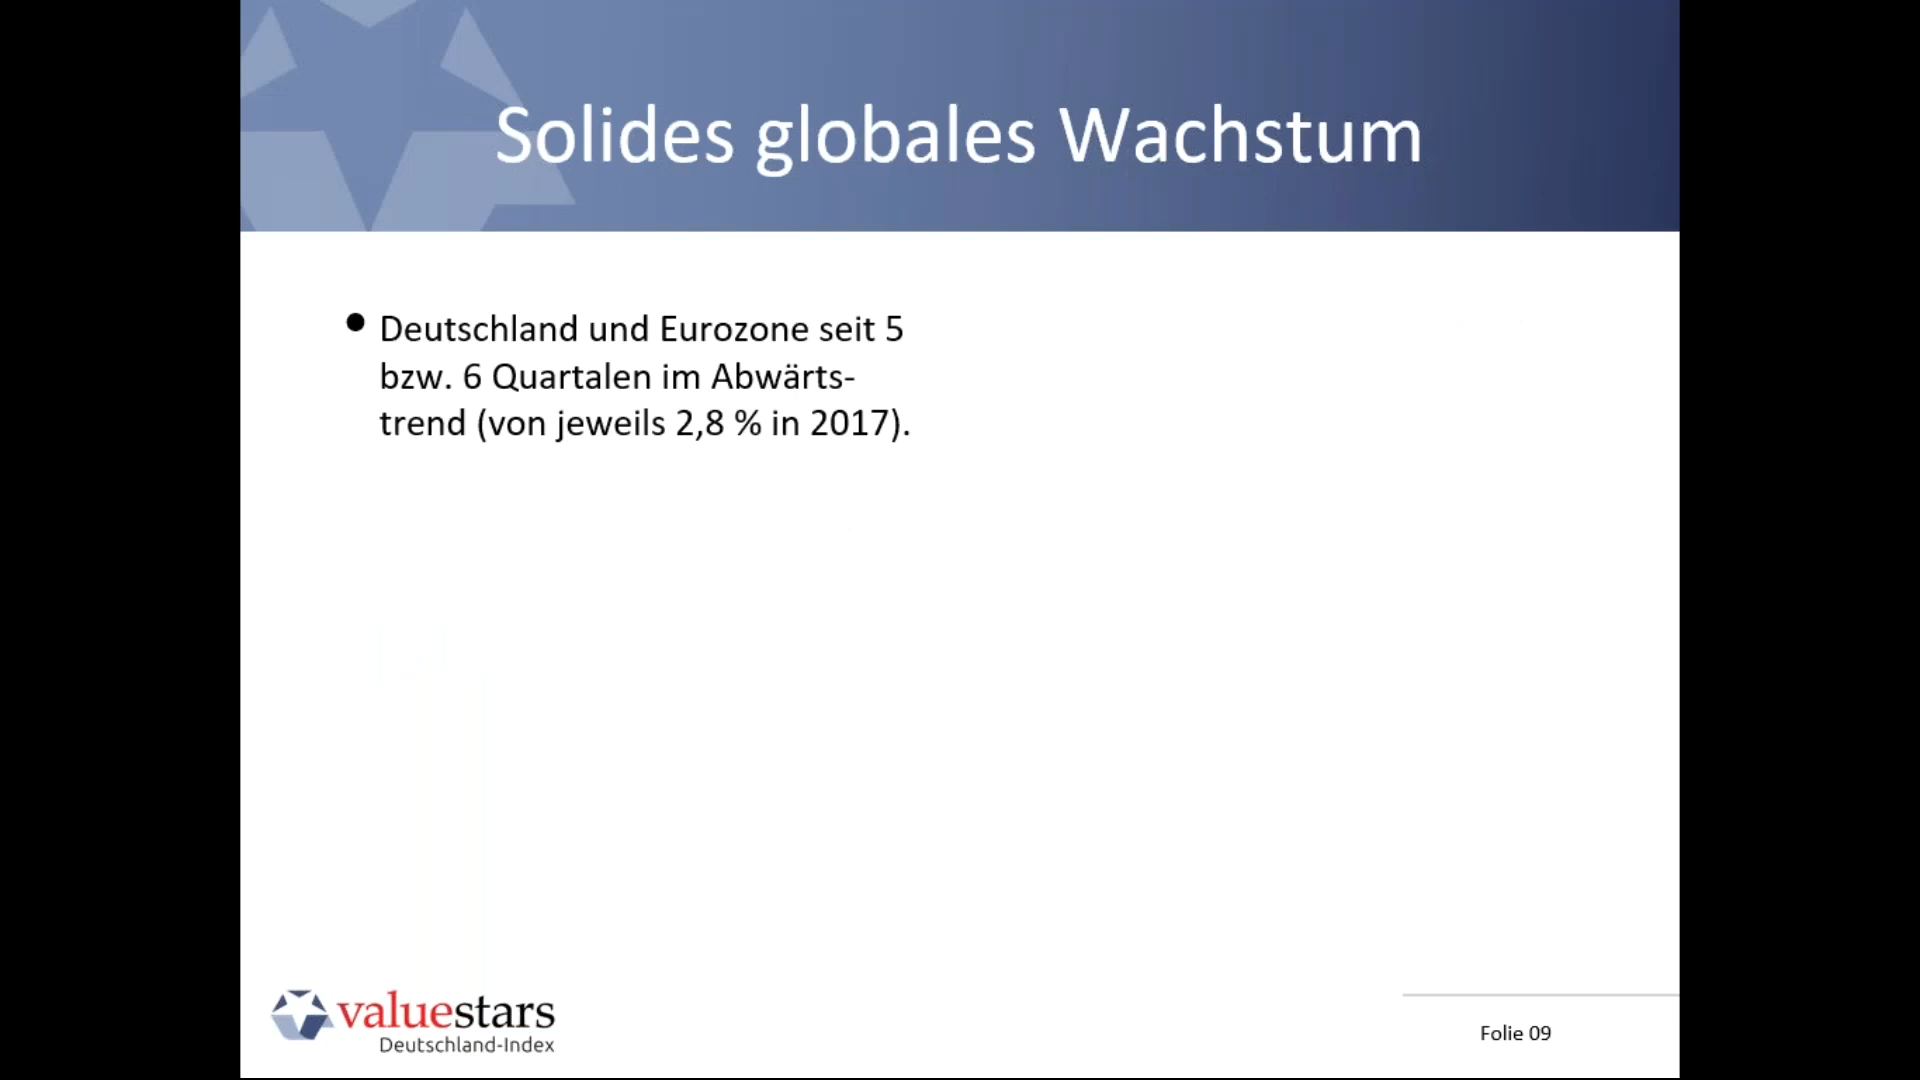 Solides globales Wachstum
• Deutschland und Eurozone seit 5
bzw. 6 Quartalen im Abwärts-
trend (von jeweils 2,8 % in 2017).
valuestars
Deutschland-Index
Folie 09